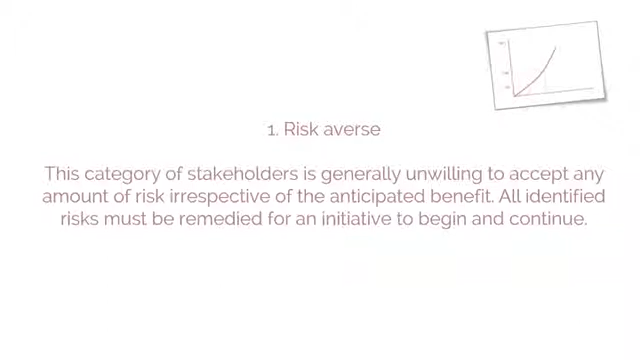 1. Risk averse
This category of stakeholders is generally unwilling to accept any
amount of risk irrespective of the anticipated benefit. All identified
risks must be remedied for an initiative to begin and continue.